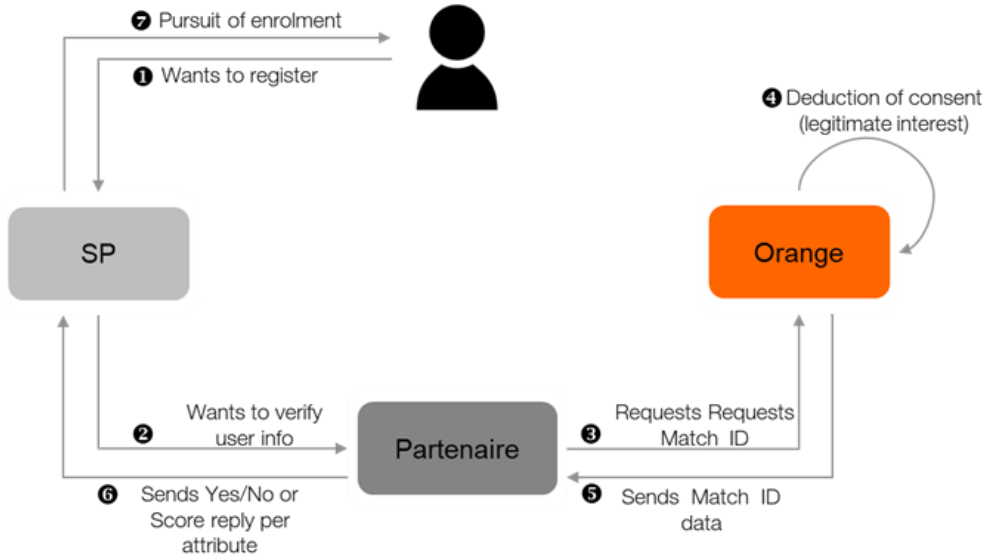 ❼ Pursuit of enrolment
❶ Wants to register
❹ Deduction of consent
(legitimate interest)
SP
Orange
❷ Wants to verify
user info
Partenaire
❸ Requests Requests
Match ID
❻ Sends Yes/No or
Score reply per
attribute
❺ Sends Match ID
data